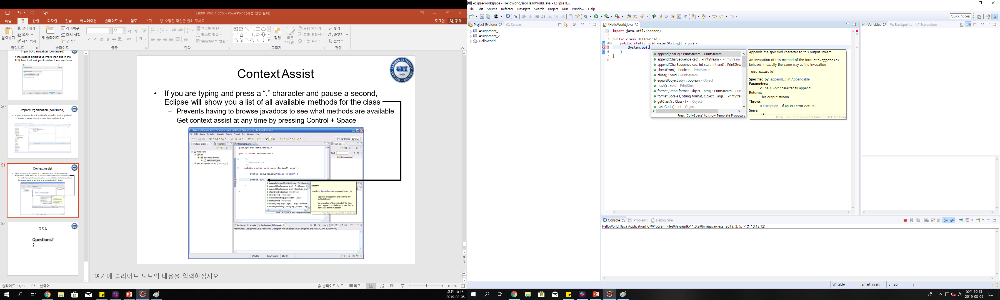 Lab00_Intro_1.pptx - PowerPoint (제품 인증 실패)
파일 홈 삽입 디자인 전환 애니메이션 슬라이드 쇼 검토 보기 수행할 작업을 알려 주세요. 로그인 공유
붙여넣기 잘라내기 복사 서식 복사
새 슬라이드 레이아웃 다시 설정 구역
22
텍스트 방향 텍스트 맞춤 SmartArt로 변환
정렬 빠른 스타일 도형 채우기 도형 윤곽선 도형 효과
찾기 바꾸기 선택
클립보드 슬라이드 글꼴 단락 그리기 편집
Import Organization (continued)
• If the class is ambiguous (more than one in the
API) then it will ask you to select the correct one
50
Import Organization (continued)
• Import statements automatically included and organized
– You can organize imports to clean them up at any time
51
Context Assist
• If you are typing and press a “.” character and pause a second,
Eclipse will show you a list of all available methods for the class
– Prevents having to browse javadocs to see what methods are available
– Get context assist at any time by pressing Control + Space
52
Q&A
Questions?
?
Context Assist
HANYANG UNIVERSITY
한양
1939
• If you are typing and press a “.” character and pause a second,
Eclipse will show you a list of all available methods for the class
– Prevents having to browse javadocs to see what methods are available
– Get context assist at any time by pressing Control + Space
Java - hello-world/src/edu/umbc/dhood2/HelloWorld.java - Eclipse Platform
File Edit Source Refactor Navigate Search Project Run Window Help
Debug Java
Package Explor Hierarchy
hello-world
src
edu.umbc.dhood2
HelloWorld.java
JRE System Library [jre1.6.0_05]
*HelloWorld.java
package edu.umbc.dhood2;
public class HelloWorld {
/**
* @param args
*/
public static void main(String[] args) {
System.out.println("Hello World!");
System.out.
}
}
Task List
Find: All
Uncategorized
append(char arg0) : PrintStream - PrintStream
append(CharSequence arg0) : PrintStream - P
append(CharSequence arg0, int arg1, int arg2
checkError() : boolean - PrintStream
close() : void - PrintStream
equals(Object arg0) : boolean - Object
flush() : void - PrintStream
format(String arg0, Object... arg1) : PrintStre
format(Locale arg0, String arg1, Object... arg
Press 'Ctrl+Space' to show Template Proposals
append
public PrintStream append(char c)
Appends the specified character to this
output stream.
An invocation of this method of the form
out.append(c) behaves in exactly the
same way as the invocation
Press 'Tab' from proposal table or click for focus
Problems Javadoc Declaration Console
<terminated> DebugDemo [Java Application] C:\Program Files\Java\jre1.6.0_05\bin\javaw.exe (Aug 24, 2008 12:25:00 PM)
Writable Smart Insert 12 : 20
여기에 슬라이드 노트의 내용을 입력하십시오
슬라이드 51/52 한국어 슬라이드 노트 메모 105 %
오전 10:15
2019-03-05
eclipse-workspace - HelloWorld/src/HelloWorld.java - Eclipse IDE
File Edit Source Refactor Navigate Search Project Run Window Help
Quick Access
Project Explorer Servers
Assignment_1
Assignment_2
HelloWorld
*HelloWorld.java
1 import java.util.Scanner;
2
3 public class HelloWorld {
4 public static void main(String[] args) {
5 System.out.
6 }
7 }
8
append(char c) : PrintStream - PrintStream
append(CharSequence csq) : PrintStream - PrintStream
append(CharSequence csq, int start, int end) : PrintStrea
checkError() : boolean - PrintStream
close() : void - PrintStream
equals(Object obj) : boolean - Object
flush() : void - PrintStream
format(String format, Object... args) : PrintStream - Prin
format(Locale l, String format, Object... args) : PrintStrea
getClass() : Class<?> - Object
hashCode() : int - Object
Press 'Ctrl+Space' to show Template Proposals
Appends the specified character to this output stream.
An invocation of this method of the form out.append(c)
behaves in exactly the same way as the invocation
out.print(c)
Specified by: append(...) in Appendable
Parameters:
c The 16-bit character to append
Returns:
This output stream
Throws:
IOException - If an I/O error occurs
Since:
1.5
Press 'Tab' from proposal table or click for focus
Variables Breakpoints Expressions
Console Problems Debug Shell
HelloWorld [Java Application] C:₩Program Files₩Java₩jdk-11.0.2₩bin₩javaw.exe (2019. 3. 5. 오전 10:13:12)
Writable Smart Insert 5 : 20
A
오전 10:15
2019-03-05